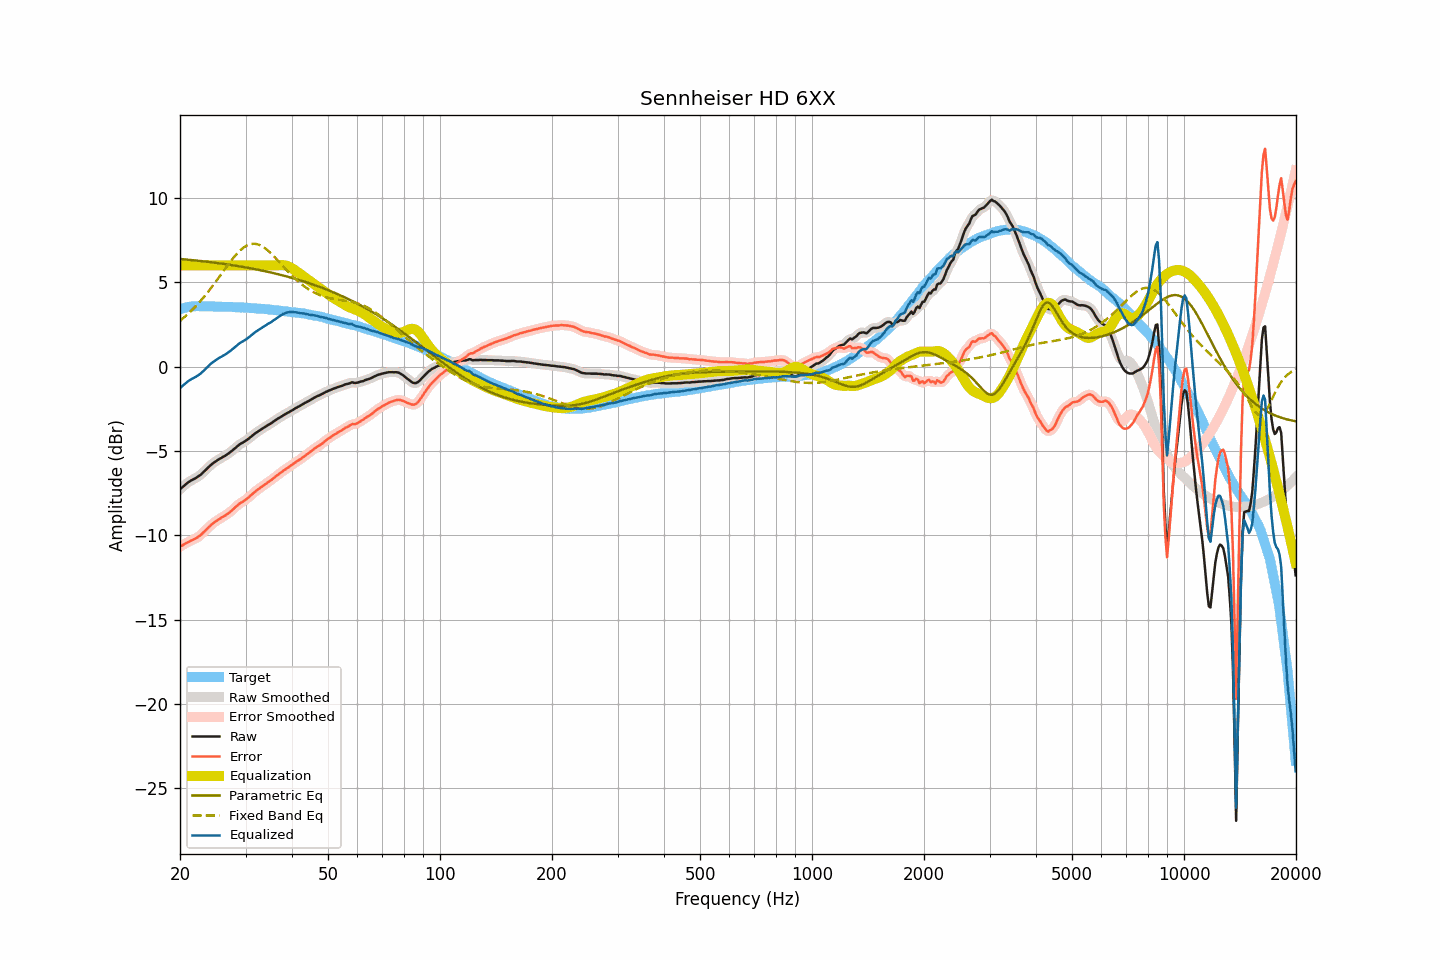 Sennheiser HD 6XX
Amplitude (dBr)
10
5
0
−5
−10
−15
−20
−25
Target
Raw Smoothed
Error Smoothed
Raw
Error
Equalization
Parametric Eq
Fixed Band Eq
Equalized
20 50 100 200 500 1000 2000 5000 10000 20000
Frequency (Hz)